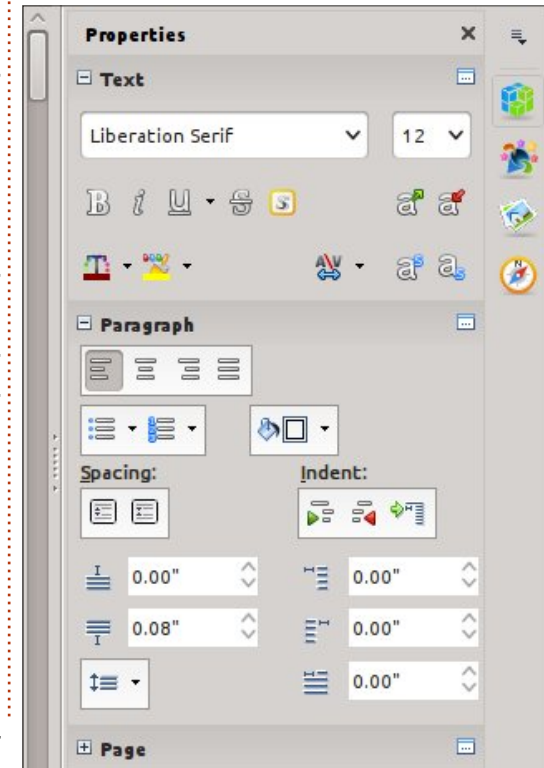 Properties
Text
Liberation Serif 12
Paragraph
Spacing: Indent:
0.00" 0.00"
0.08" 0.00"
0.00"
Page